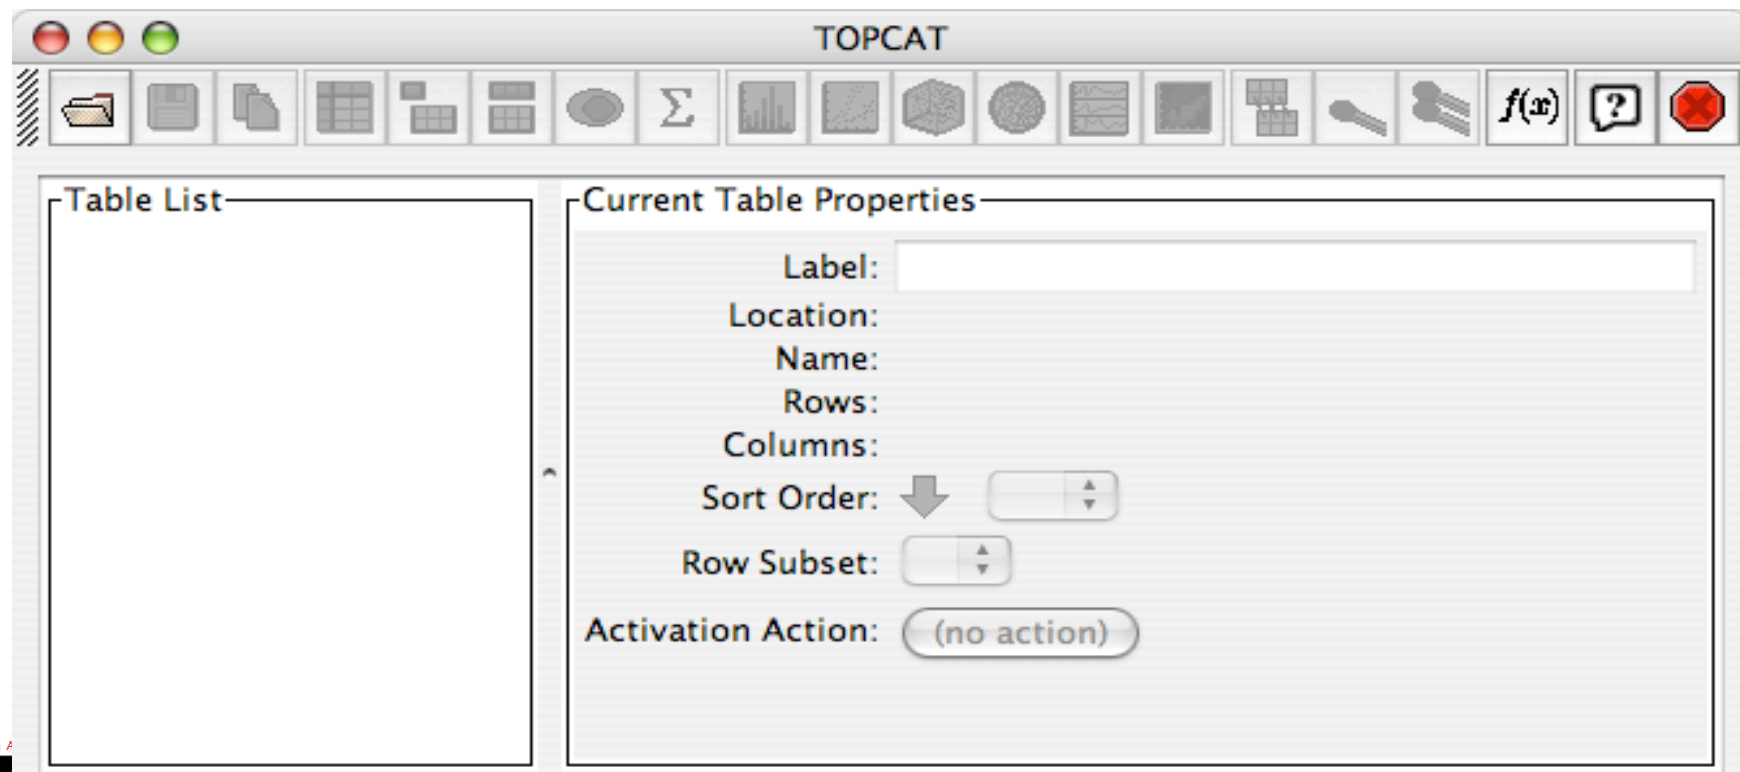 TOPCAT
Σ f(x) ?
Table List
Current Table Properties
Label:
Location:
Name:
Rows:
Columns:
Sort Order:
Row Subset:
Activation Action: (no action)
A